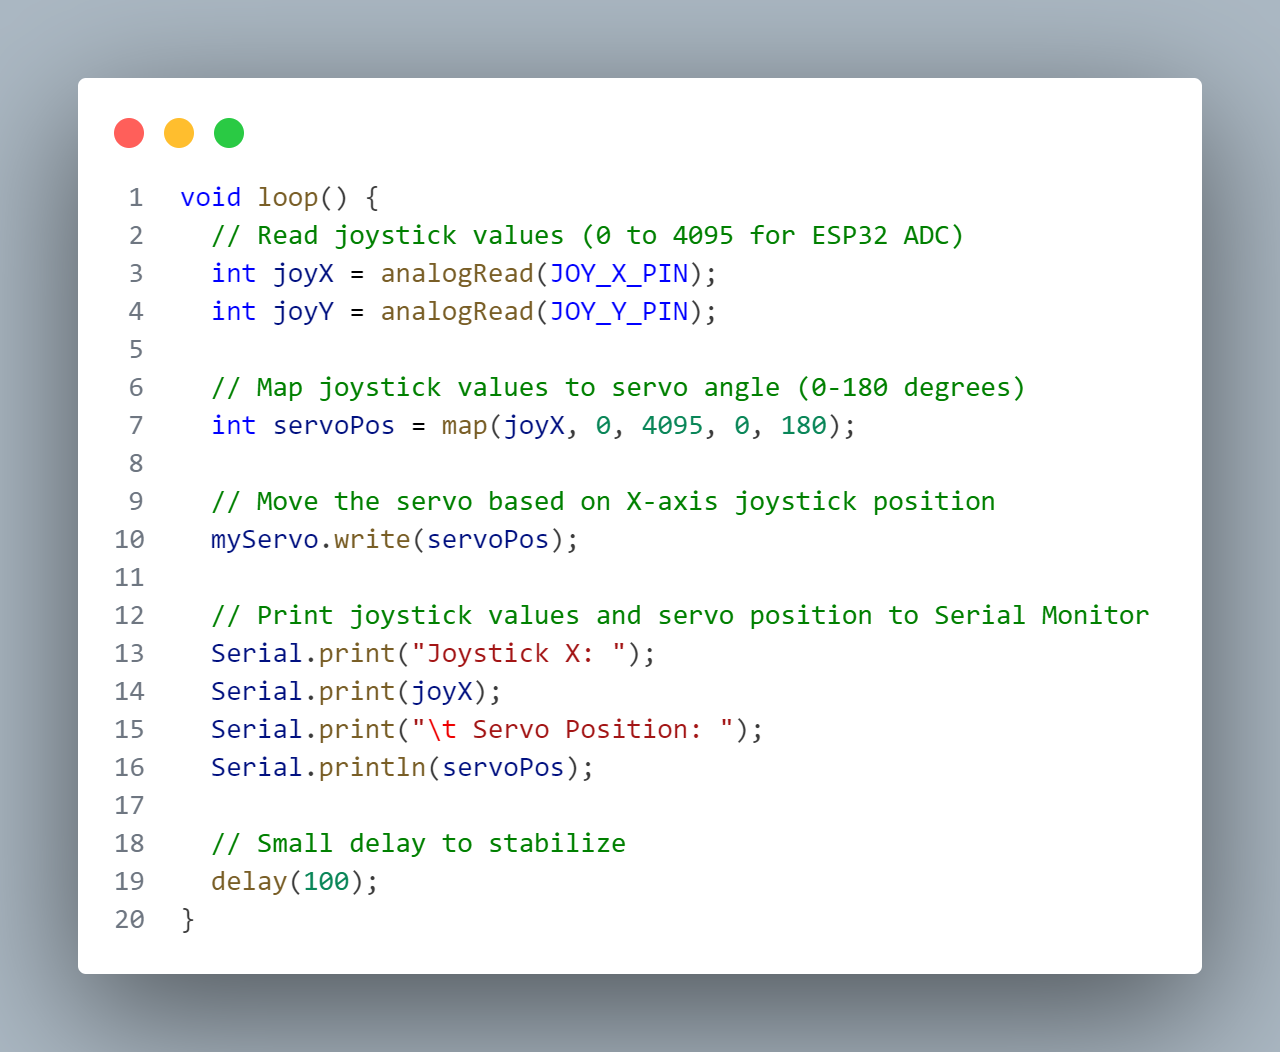 1 void loop() {
2 // Read joystick values (0 to 4095 for ESP32 ADC)
3 int joyX = analogRead(JOY_X_PIN);
4 int joyY = analogRead(JOY_Y_PIN);
5
6 // Map joystick values to servo angle (0-180 degrees)
7 int servoPos = map(joyX, 0, 4095, 0, 180);
8
9 // Move the servo based on X-axis joystick position
10 myServo.write(servoPos);
11
12 // Print joystick values and servo position to Serial Monitor
13 Serial.print("Joystick X: ");
14 Serial.print(joyX);
15 Serial.print("\t Servo Position: ");
16 Serial.println(servoPos);
17
18 // Small delay to stabilize
19 delay(100);
20 }